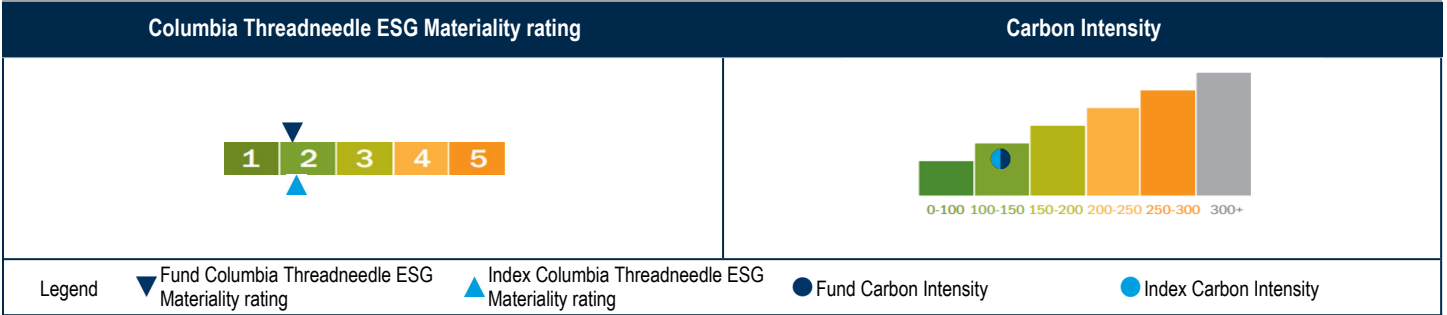 Columbia Threadneedle ESG Materiality rating
Carbon Intensity
1 2 3 4 5
0-100 100-150 150-200 200-250 250-300 300+
Legend
Fund Columbia Threadneedle ESG
Materiality rating
Index Columbia Threadneedle ESG
Materiality rating
Fund Carbon Intensity
Index Carbon Intensity